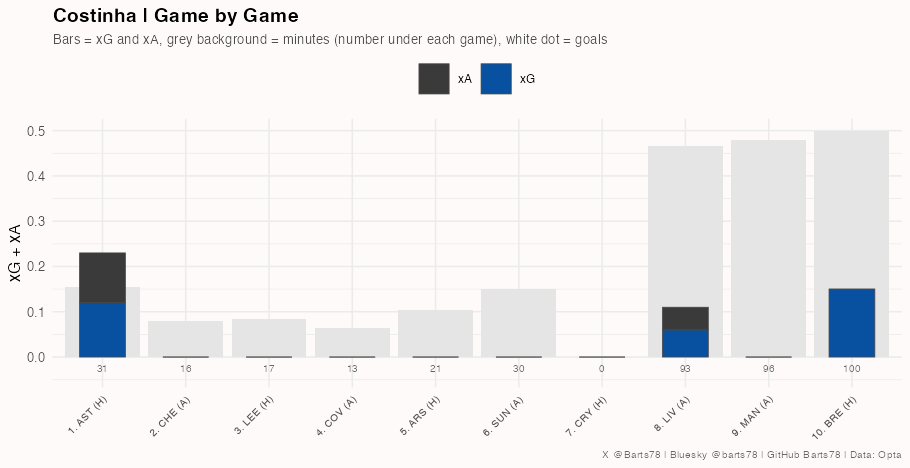 Costinha | Game by Game
Bars = xG and xA, grey background = minutes (number under each game), white dot = goals
xA xG
xG + xA
0.5
0.4
0.3
0.2
0.1
0.0
31 16 17 13 21 30 0 93 96 100
1. AST (H) 2. CHE (A) 3. LEE (H) 4. COV (A) 5. ARS (H) 6. SUN (A) 7. CRY (H) 8. LIV (A) 9. MAN (A) 10. BRE (H)
X @Barts78 | Bluesky @barts78 | GitHub Barts78 | Data: Opta